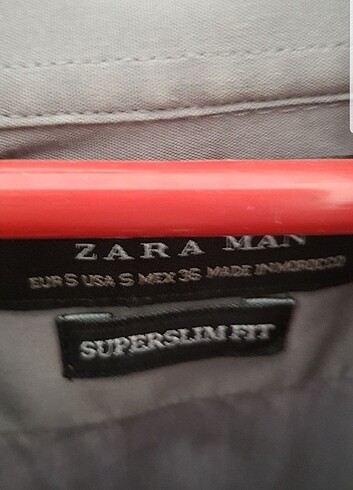 ZARA MAN
EUR S USA S MEX 36 MADE IN MOROCCO
SUPERSLIM FIT